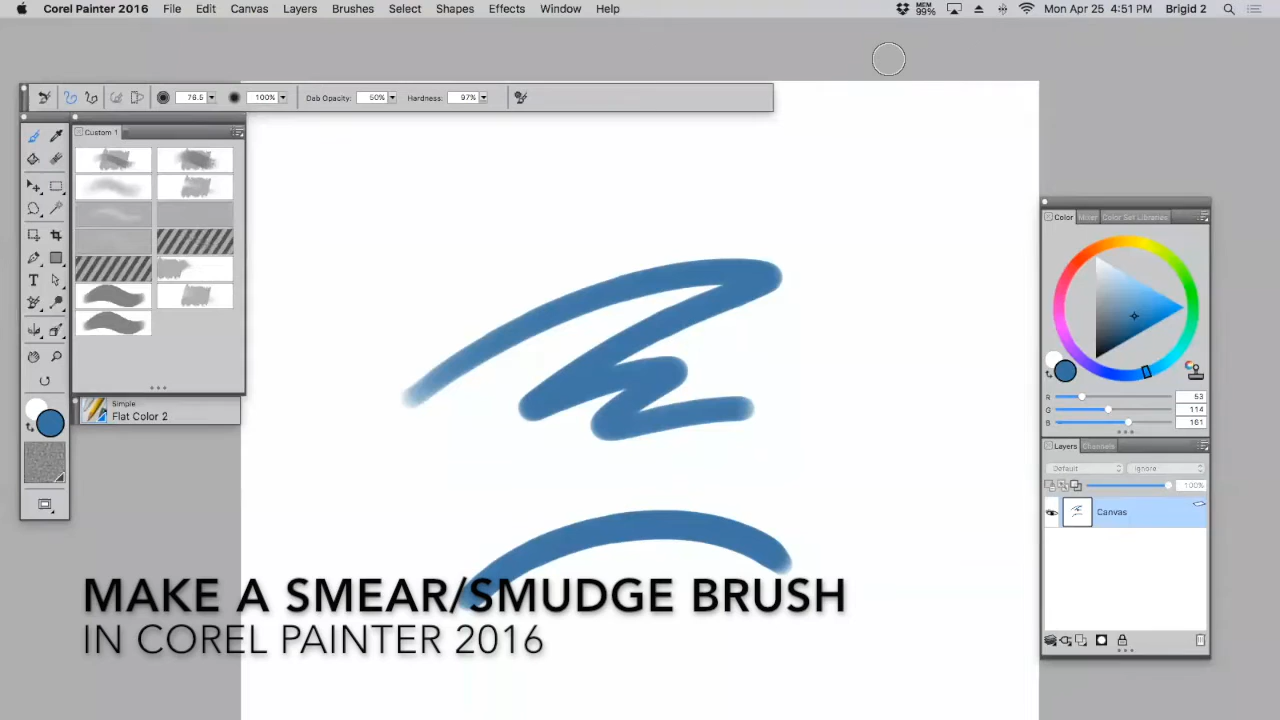 Corel Painter 2016 File Edit Canvas Layers Brushes Select Shapes Effects Window Help MEM 99% Mon Apr 25 4:51 PM Brigid 2
76.5 100% Dab Opacity: 50% Hardness: 97%
Custom 1
Simple:
Flat Color 2
Color Mixer Color Set Libraries
R 53
G 114
B 161
Layers Channels
Default Ignore
100%
Canvas
MAKE A SMEAR/SMUDGE BRUSH
IN COREL PAINTER 2016